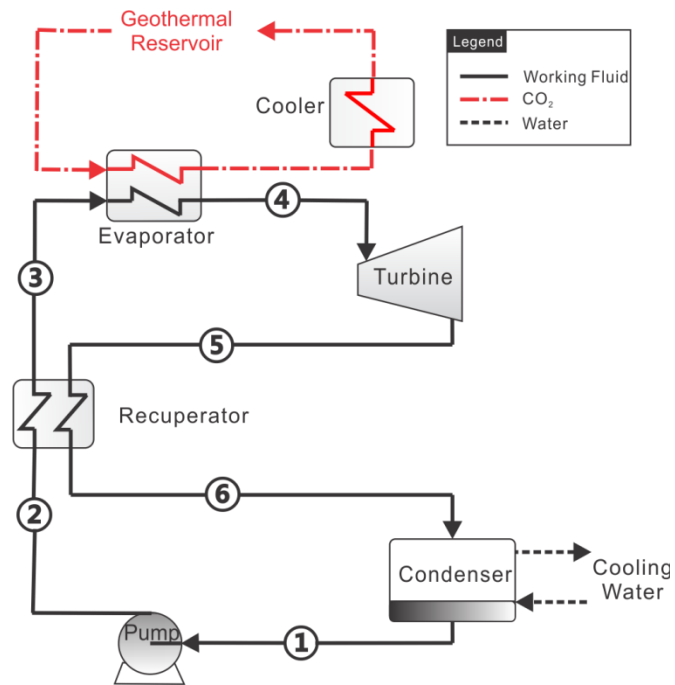 Geothermal
Reservoir
Legend
Working Fluid
CO₂
Water
Cooler
Evaporator
4
Turbine
3
5
Recuperator
6
2
Condenser
Cooling
Water
Pump
1